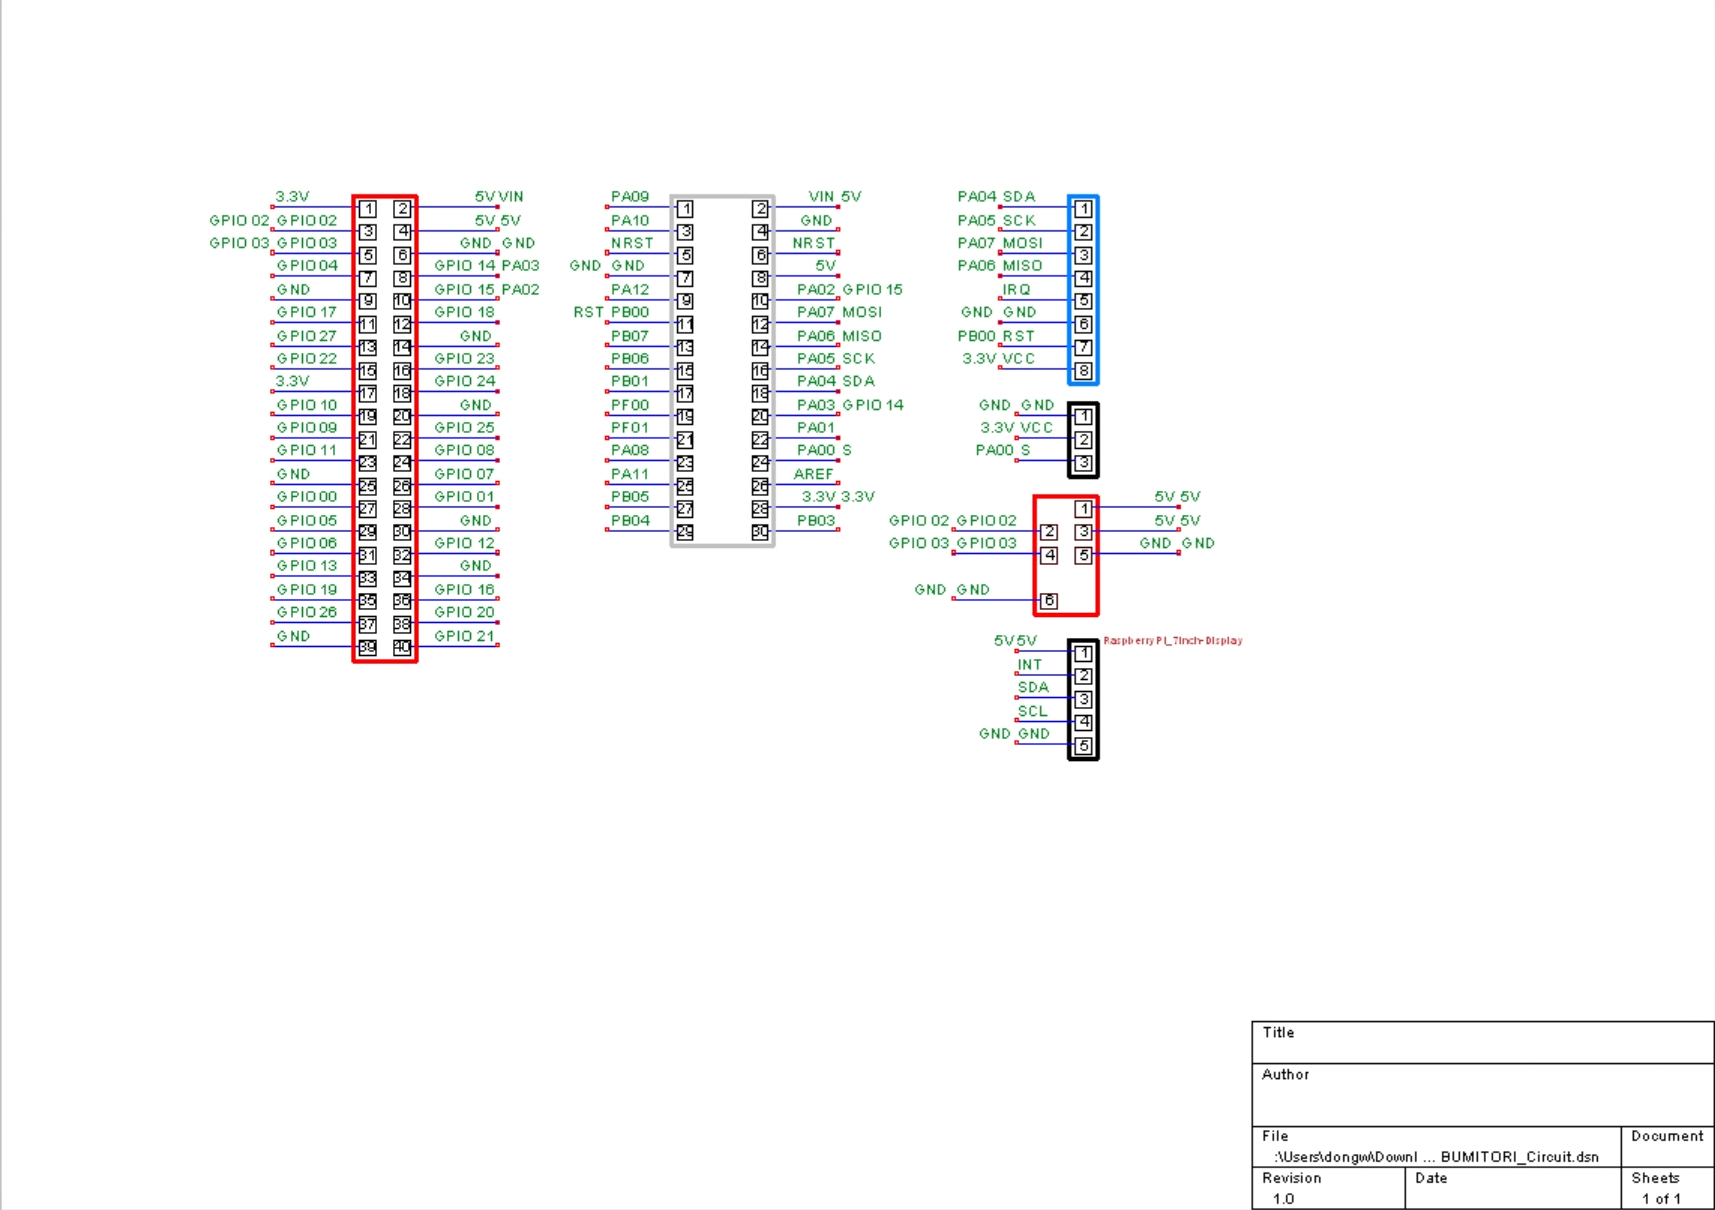 3.3V 1 2 5V VIN
GPIO 02 GPIO 02 3 4 5V 5V
GPIO 03 GPIO 03 5 6 GND GND
GPIO 04 7 8 GPIO 14 PA03
GND 9 10 GPIO 15 PA02
GPIO 17 11 12 GPIO 18
GPIO 27 13 14 GND
GPIO 22 15 16 GPIO 23
3.3V 17 18 GPIO 24
GPIO 10 19 20 GND
GPIO 09 21 22 GPIO 25
GPIO 11 23 24 GPIO 08
GND 25 26 GPIO 07
GPIO 00 27 28 GPIO 01
GPIO 05 29 30 GND
GPIO 06 31 32 GPIO 12
GPIO 13 33 34 GND
GPIO 19 35 36 GPIO 16
GPIO 26 37 38 GPIO 20
GND 39 40 GPIO 21
PA09 1 2 VIN 5V
PA10 3 4 GND
NRST 5 6 NRST
GND GND 7 8 5V
PA12 9 10 PA02 GPIO 15
RST PB00 11 12 PA07 MOSI
PB07 13 14 PA06 MISO
PB06 15 16 PA05 SCK
PB01 17 18 PA04 SDA
PF00 19 20 PA03 GPIO 14
PF01 21 22 PA01
PA08 23 24 PA00 S
PA11 25 26 AREF
PB05 27 28 3.3V 3.3V
PB04 29 30 PB03
PA04 SDA 1
PA05 SCK 2
PA07 MOSI 3
PA06 MISO 4
IRQ 5
GND GND 6
PB00 RST 7
3.3V VCC 8
GND GND 1
3.3V VCC 2
PA00 S 3
1 5V 5V
GPIO 02 GPIO 02 2 3 5V 5V
GPIO 03 GPIO 03 4 5 GND GND
GND GND 6
RaspberryPi_7inch-Display
5V 5V 1
INT 2
SDA 3
SCL 4
GND GND 5
Title
Author
File
:\Users\dongw\Downl ... BUMITORI_Circuit.dsn
Document
Revision
1.0
Date
Sheets
1 of 1